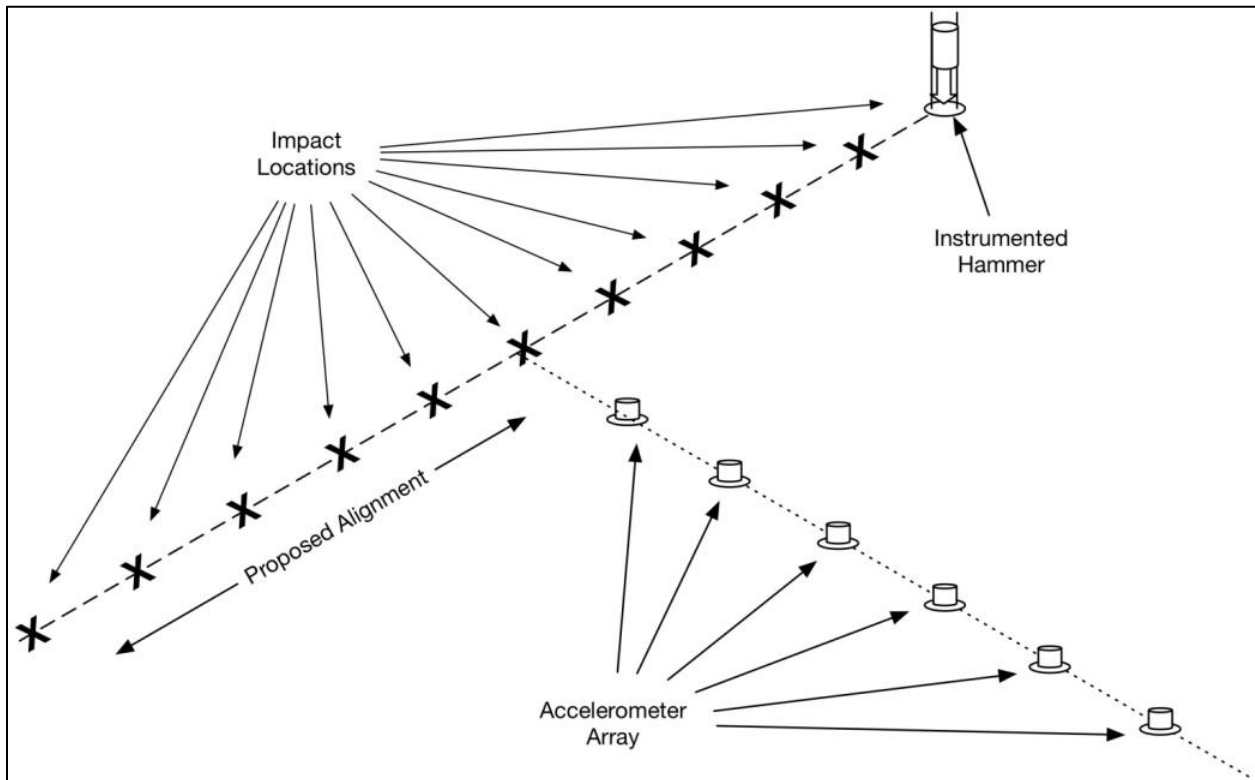 Impact
Locations
Instrumented
Hammer
Proposed Alignment
Accelerometer
Array